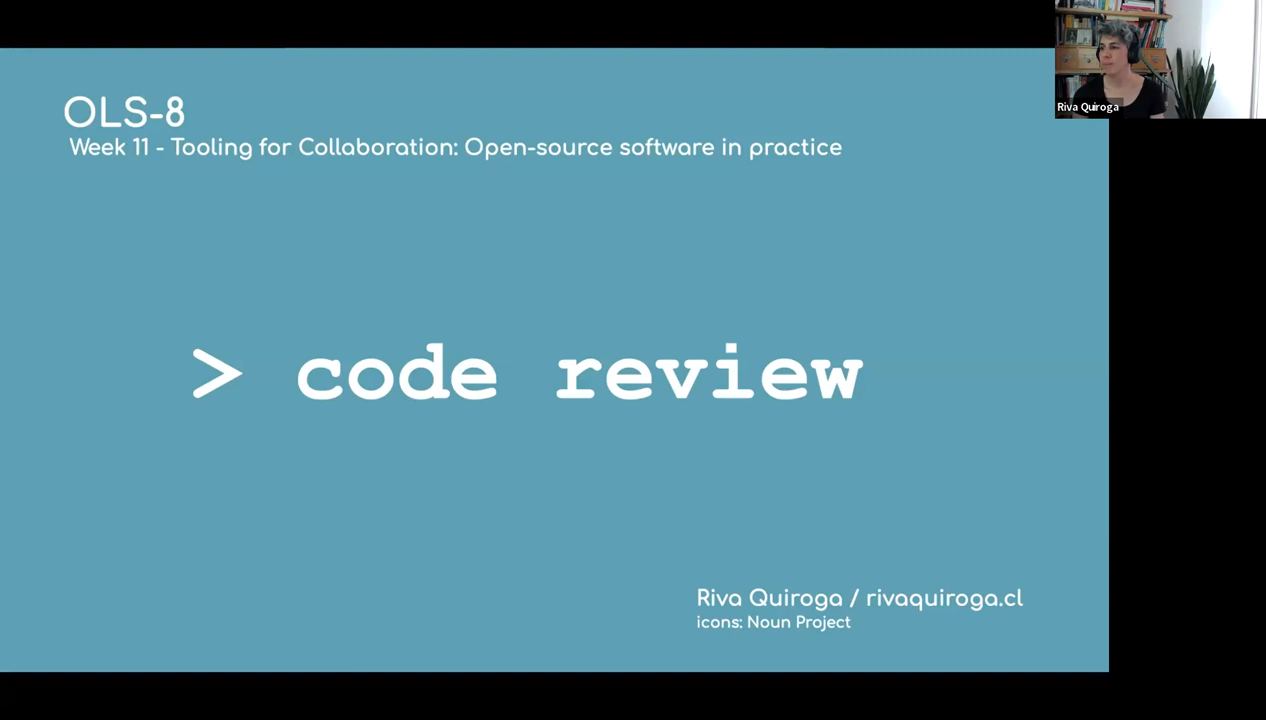 OLS-8
Week 11 - Tooling for Collaboration: Open-source software in practice
> code review
Riva Quiroga / rivaquiroga.cl
icons: Noun Project
Riva Quiroga